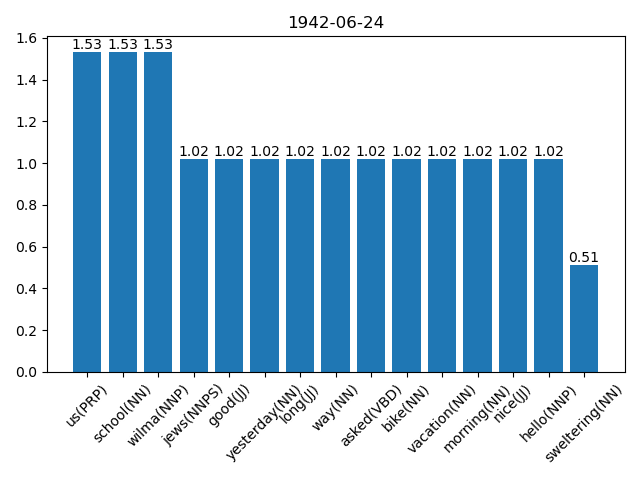 1942-06-24
1.6
1.4
1.2
1.0
0.8
0.6
0.4
0.2
0.0
1.53 1.53 1.53 1.02 1.02 1.02 1.02 1.02 1.02 1.02 1.02 1.02 1.02 1.02 0.51
us(PRP)
school(NN)
wilma(NNP)
jews(NNPS)
good(JJ)
yesterday(NN)
long(JJ)
way(NN)
asked(VBD)
bike(NN)
vacation(NN)
morning(NN)
nice(JJ)
hello(NNP)
sweltering(NN)